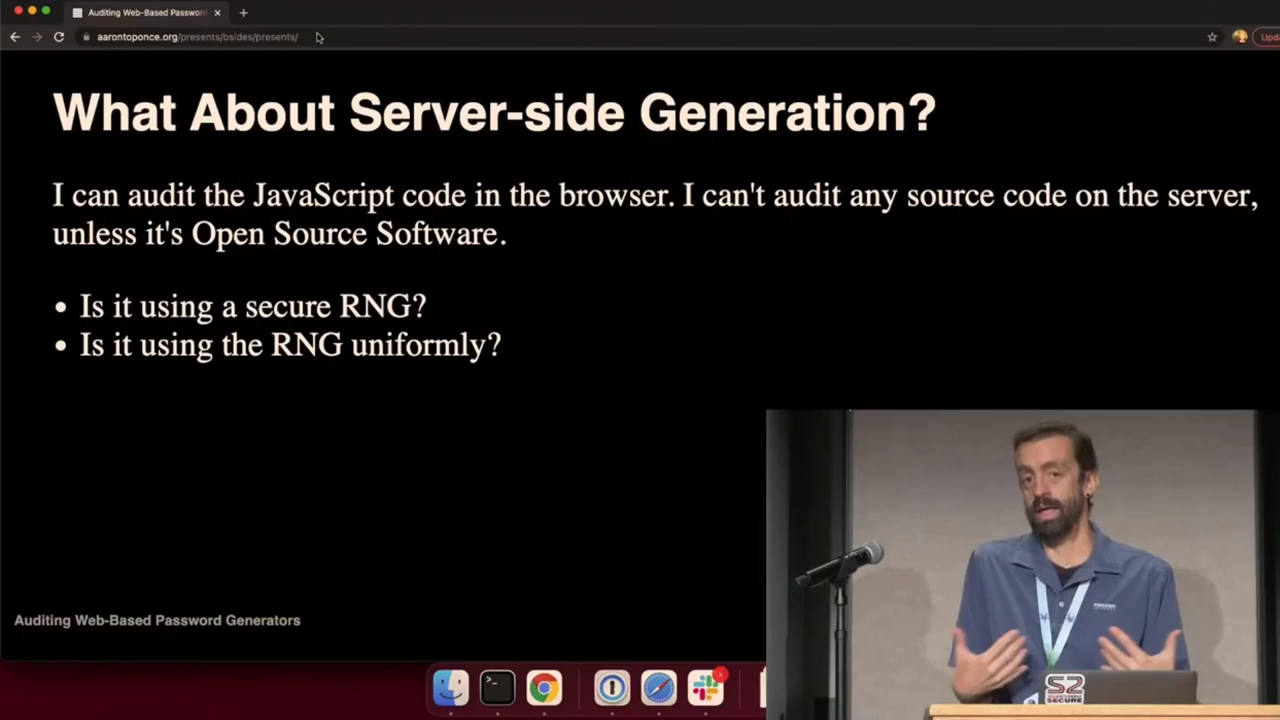 Auditing Web-Based Password
aarontoponce.org/presents/bsides/presents/
Upda
What About Server-side Generation?
I can audit the JavaScript code in the browser. I can't audit any source code on the server,
unless it's Open Source Software.
• Is it using a secure RNG?
• Is it using the RNG uniformly?
Auditing Web-Based Password Generators
S2
SECURE